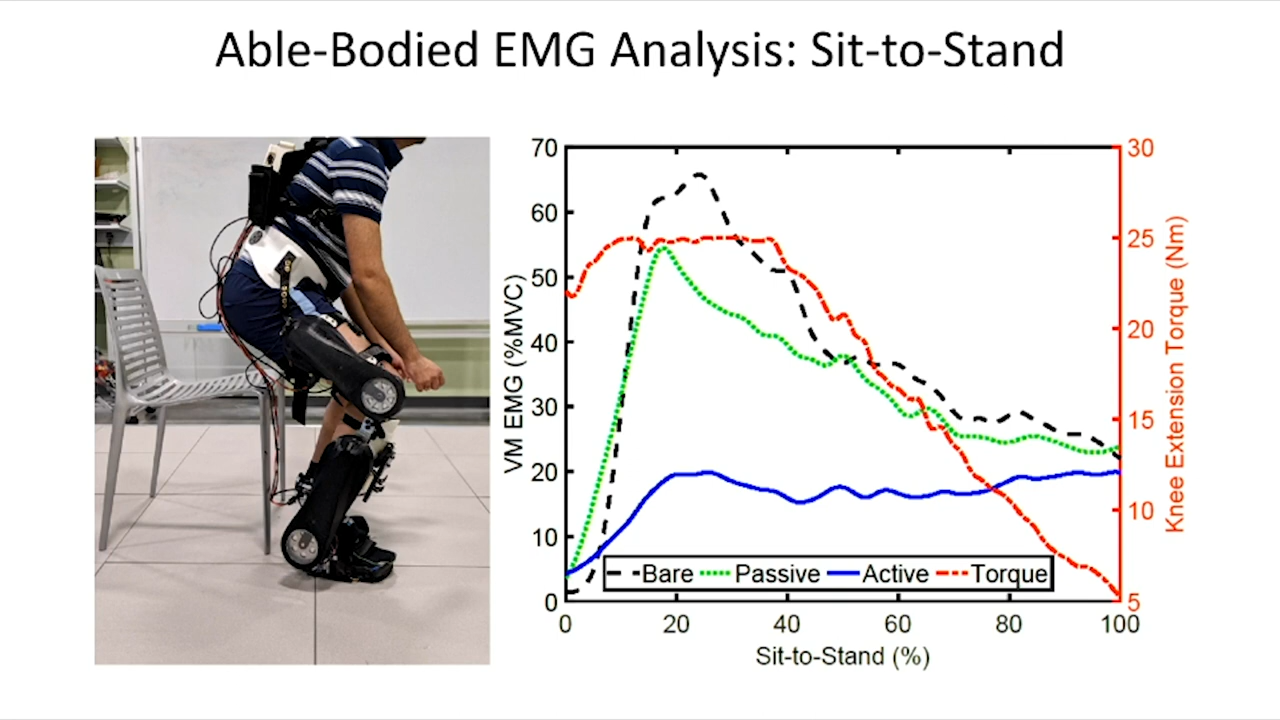 Able-Bodied EMG Analysis: Sit-to-Stand
70
60
50
40
30
20
10
0
VM EMG (%MVC)
30
25
20
15
10
5
Knee Extension Torque (Nm)
Bare Passive Active Torque
0 20 40 60 80 100
Sit-to-Stand (%)